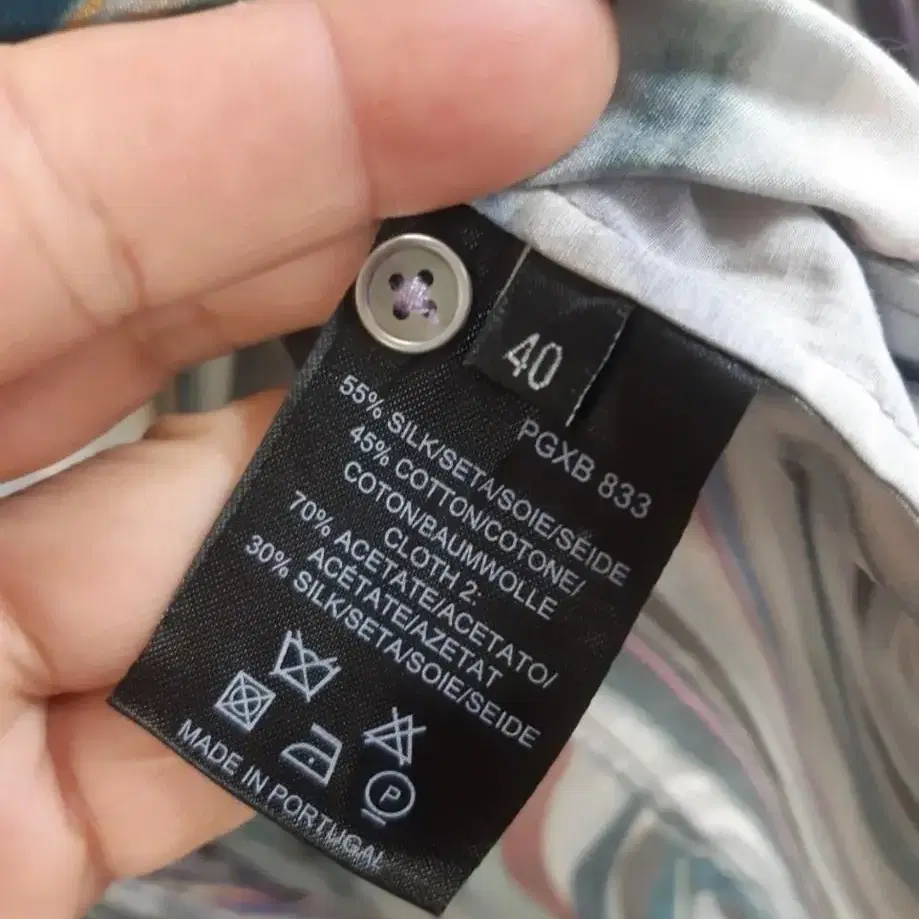 40
PGXB 833
55% SILK/SETA/SOIE/SEIDE
45% COTTON/COTONE/
COTON/BAUMWOLLE
CLOTH 2:
70% ACETATE/ACETATO/
ACÉTATE/AZETAT
30% SILK/SETA/SOIE/SEIDE
P
MADE IN PORTUGAL